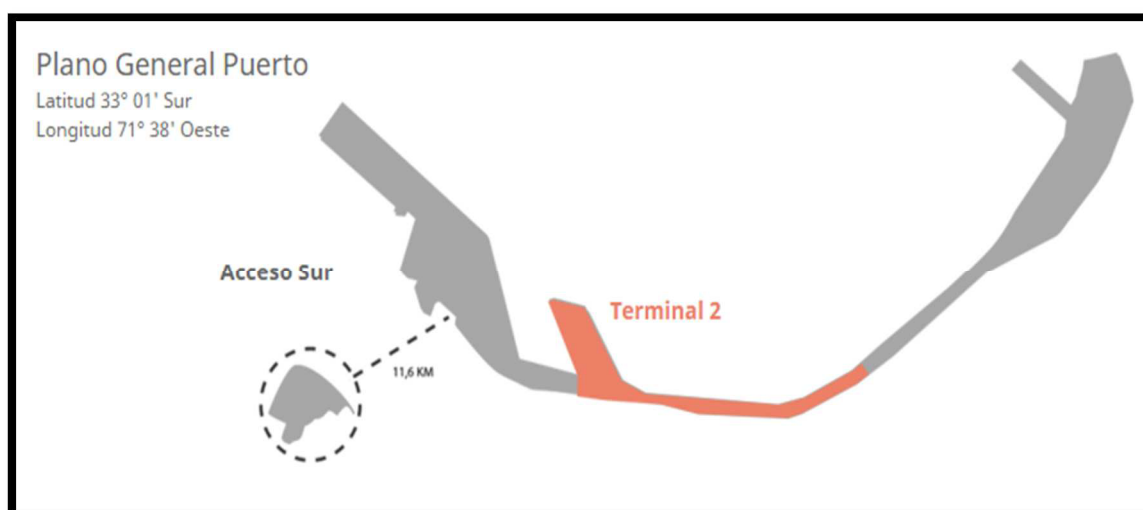 Plano General Puerto
Latitud 33° 01' Sur
Longitud 71° 38' Oeste
Acceso Sur
Terminal 2
11,6 KM